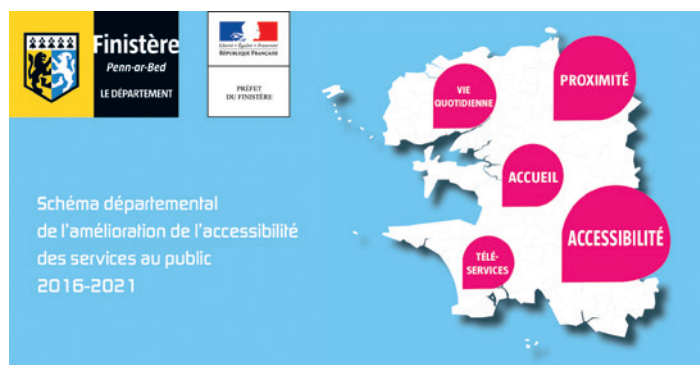 Finistère
Penn-ar-Bed
LE DÉPARTEMENT
Liberté • Égalité • Fraternité
RÉPUBLIQUE FRANÇAISE
PRÉFET
DU FINISTÈRE
Schéma départemental
de l'amélioration de l'accessibilité
des services au public
2016-2021
VIE
QUOTIDIENNE
PROXIMITÉ
ACCUEIL
ACCESSIBILITÉ
TÉLÉ-
SERVICES